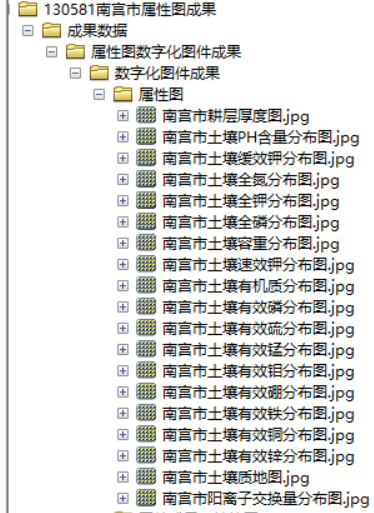 130581南宫市属性图成果
成果数据
属性图数字化图件成果
数字化图件成果
属性图
南宫市耕层厚度图.jpg
南宫市土壤PH含量分布图.jpg
南宫市土壤缓效钾分布图.jpg
南宫市土壤全氮分布图.jpg
南宫市土壤全钾分布图.jpg
南宫市土壤全磷分布图.jpg
南宫市土壤容重分布图.jpg
南宫市土壤速效钾分布图.jpg
南宫市土壤有机质分布图.jpg
南宫市土壤有效磷分布图.jpg
南宫市土壤有效硫分布图.jpg
南宫市土壤有效锰分布图.jpg
南宫市土壤有效钼分布图.jpg
南宫市土壤有效硼分布图.jpg
南宫市土壤有效铁分布图.jpg
南宫市土壤有效铜分布图.jpg
南宫市土壤有效锌分布图.jpg
南宫市土壤质地图.jpg
南宫市阳离子交换量分布图.jpg